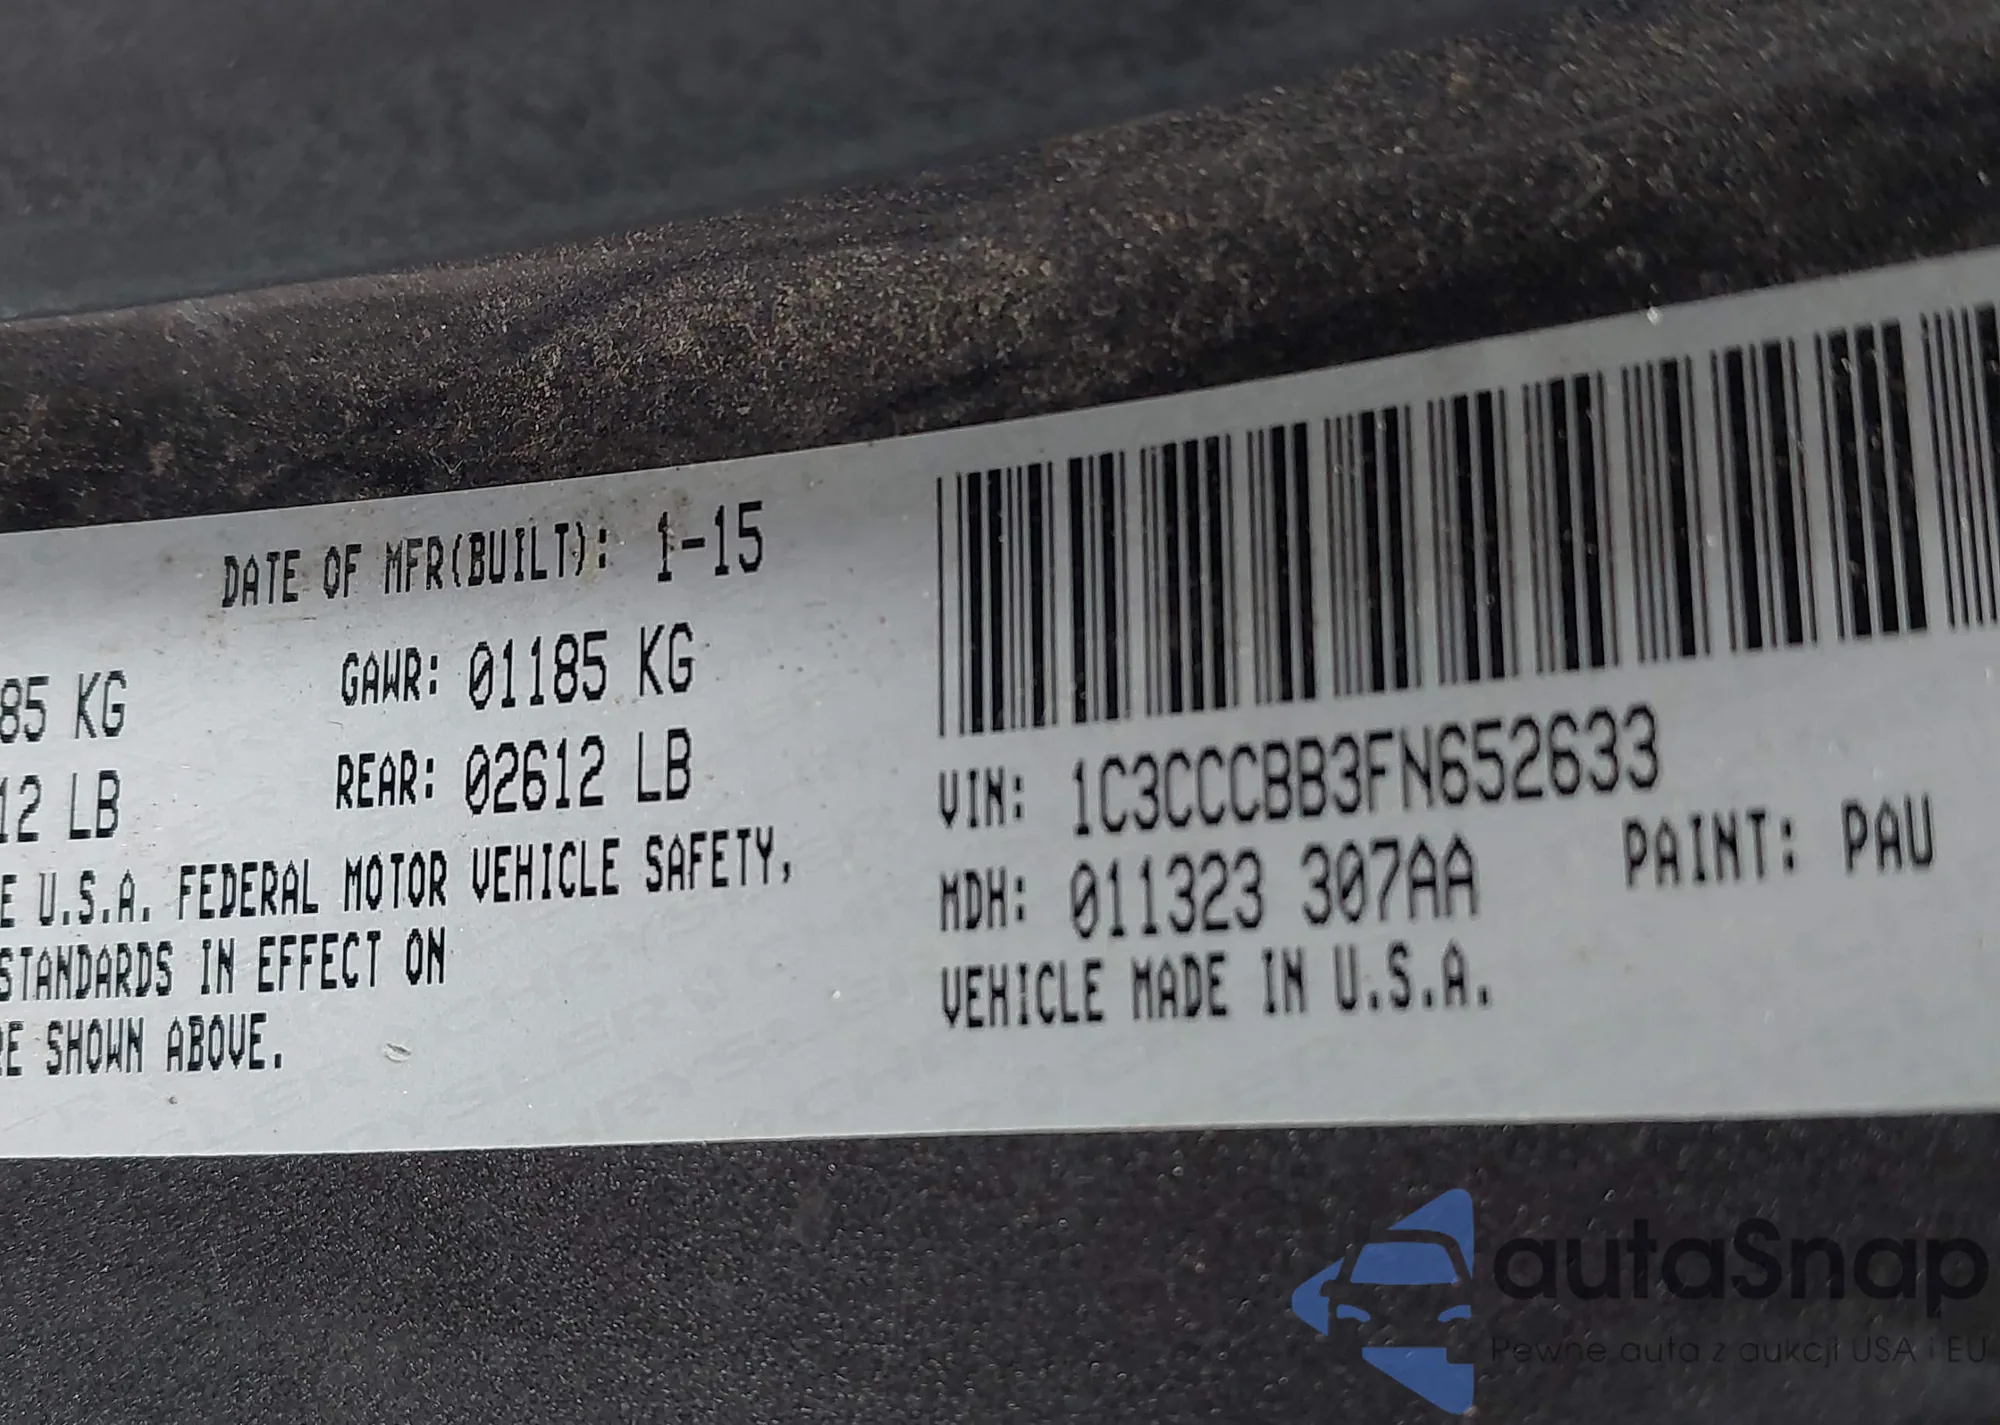 DATE OF MFR(BUILT): 1-15
85 KG GAWR: 01185 KG
12 LB REAR: 02612 LB
E U.S.A. FEDERAL MOTOR VEHICLE SAFETY,
STANDARDS IN EFFECT ON
RE SHOWN ABOVE.
VIN: 1C3CCCBB3FN652633
MDH: 011323 307AA PAINT: PAU
VEHICLE MADE IN U.S.A.
autaSnap
Pewne auta z aukcji USA i EU